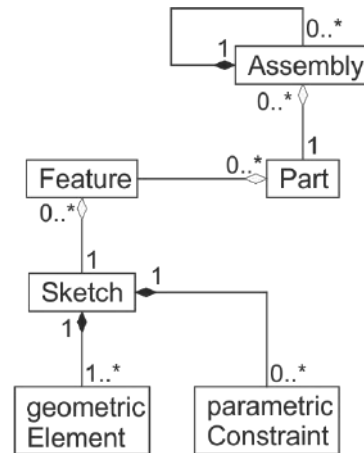 0..*
1
Assembly
0..*
1
0..*
Feature
Part
0..*
1
Sketch
1
1
1..*
0..*
geometric
Element
parametric
Constraint